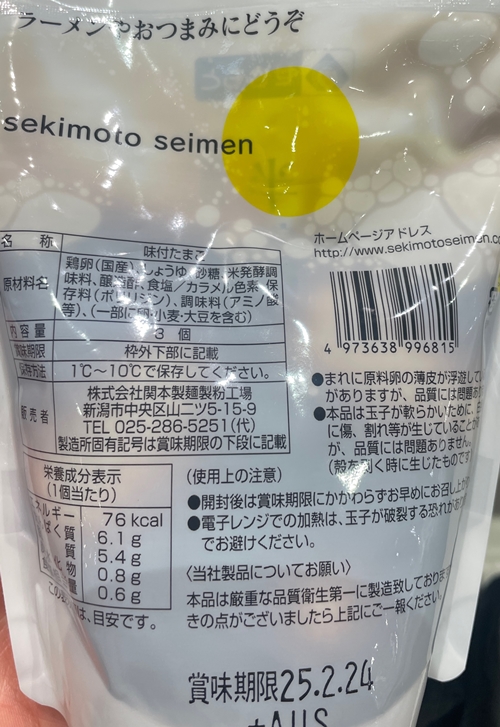 ラーメンやおつまみにどうぞ
sekimoto seimen
名 称 味付たまご
原材料名 鶏卵(国産)、しょうゆ、砂糖、米発酵調
味料、醸造酢、食塩／カラメル色素、保
存料(ポリリジン)、調味料(アミノ酸
等)、(一部に卵・小麦・大豆を含む)
内容量 3 個
賞味期限 枠外下部に記載
保存方法 1℃〜10℃で保存してください。
販売者 株式会社関本製麺製粉工場
新潟市中央区山二ツ5-15-9
TEL 025-286-5251(代)
製造所固有記号は賞味期限の下段に記載
ホームページアドレス
http://www.sekimotoseimen.co
4 973638 996815
●まれに原料卵の薄皮が浮遊して
がありますが、品質には問題
●本品は玉子が軟らかいために、
に傷、割れ等が生じていること
が、品質には問題ありません。
(殻を剥く時に生じたものです
栄養成分表示
(1個当たり)
エネルギー 76 kcal
たんぱく質 6.1 g
質 5.4 g
物 0.8 g
0.6 g
は、目安です。
(使用上の注意)
●開封後は賞味期限にかかわらずお早めにお召し上が
●電子レンジでの加熱は、玉子が破裂する恐れがあ
でお避けください。
〈当社製品についてお願い〉
本品は厳重な品質衛生第一に製造致しておりま
きの点がございましたら上記にご一報ください。
賞味期限25.2.24